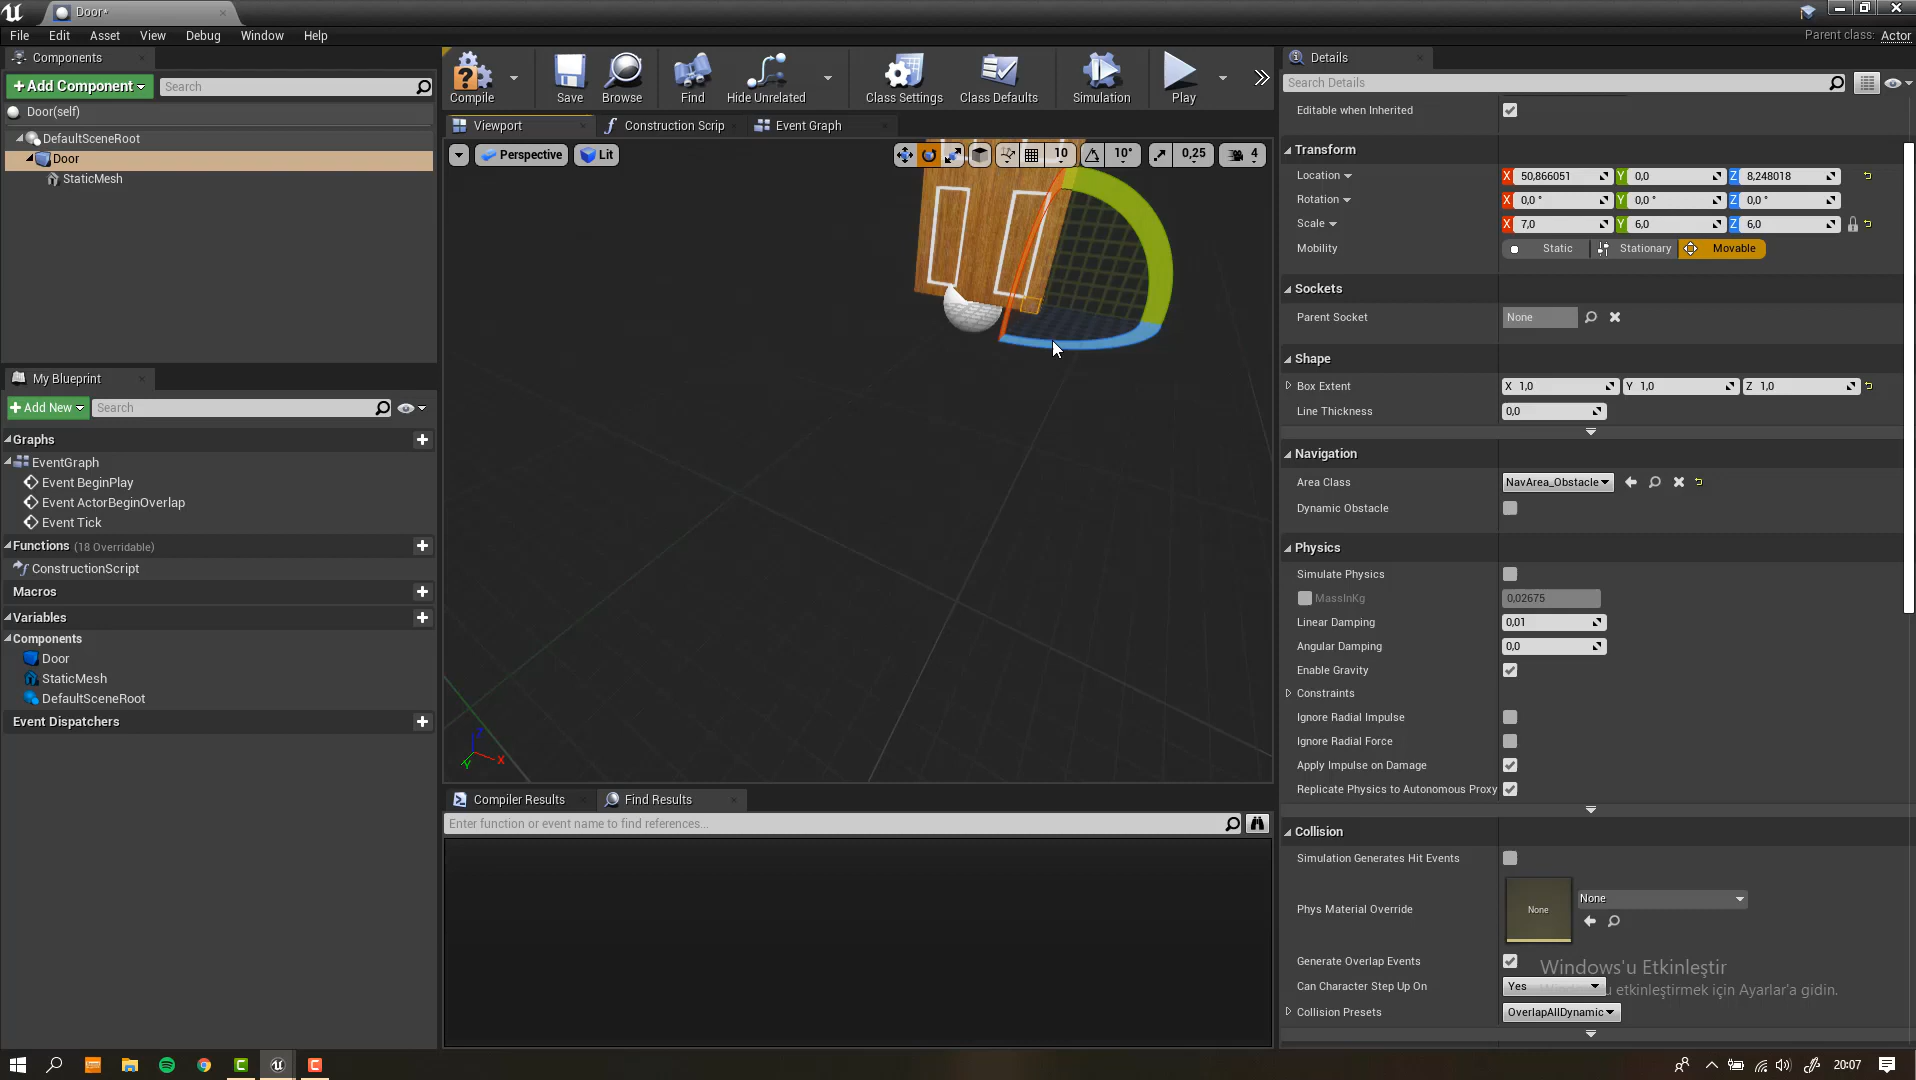 Door*
File Edit Asset View Debug Window Help
Parent class: Actor
Components
Add Component
Search
Door(self)
DefaultSceneRoot
Door
StaticMesh
My Blueprint
Add New
Search
Graphs
EventGraph
Event BeginPlay
Event ActorBeginOverlap
Event Tick
Functions (18 Overridable)
ConstructionScript
Macros
Variables
Components
Door
StaticMesh
DefaultSceneRoot
Event Dispatchers
Compile
Save
Browse
Find
Hide Unrelated
Class Settings
Class Defaults
Simulation
Play
Viewport
Construction Scrip
Event Graph
Perspective
Lit
10
10°
0,25
4
X
Y
Compiler Results
Find Results
Enter function or event name to find references...
Details
Search Details
Editable when Inherited
Transform
Location X 50,866051 Y 0,0 Z 8,248018
Rotation X 0,0 ° Y 0,0 ° Z 0,0 °
Scale X 7,0 Y 6,0 Z 6,0
Mobility Static Stationary Movable
Sockets
Parent Socket None
Shape
Box Extent X 1,0 Y 1,0 Z 1,0
Line Thickness 0,0
Navigation
Area Class NavArea_Obstacle
Dynamic Obstacle
Physics
Simulate Physics
MassInKg 0,02675
Linear Damping 0,01
Angular Damping 0,0
Enable Gravity
Constraints
Ignore Radial Impulse
Ignore Radial Force
Apply Impulse on Damage
Replicate Physics to Autonomous Proxy
Collision
Simulation Generates Hit Events
Phys Material Override None None
Generate Overlap Events
Windows'u Etkinleştir
Can Character Step Up On Yes
etkinleştirmek için Ayarlar'a gidin.
Collision Presets OverlapAllDynamic
20:07